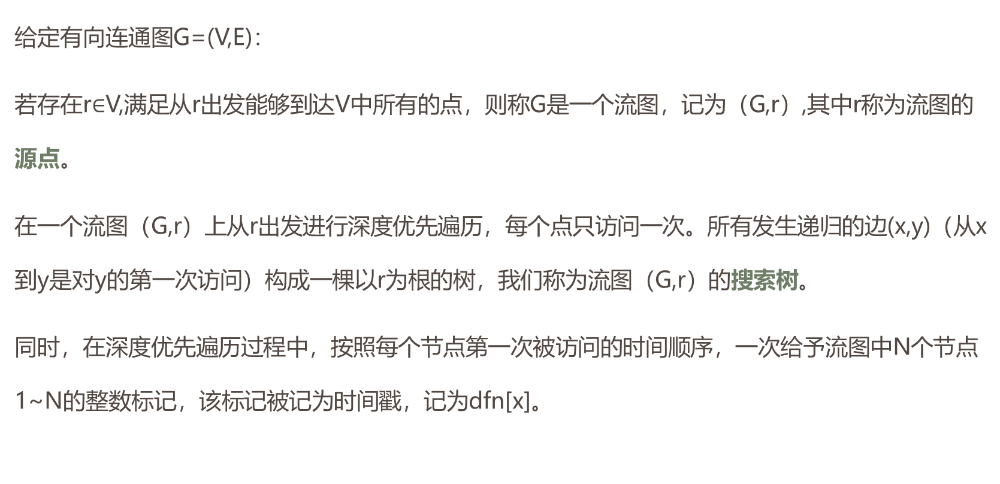 给定有向连通图G=(V,E)：
若存在r∈V,满足从r出发能够到达V中所有的点，则称G是一个流图，记为（G,r）,其中r称为流图的
源点。
在一个流图（G,r）上从r出发进行深度优先遍历，每个点只访问一次。所有发生递归的边(x,y)（从x
到y是对y的第一次访问）构成一棵以r为根的树，我们称为流图（G,r）的搜索树。
同时，在深度优先遍历过程中，按照每个节点第一次被访问的时间顺序，一次给予流图中N个节点
1~N的整数标记，该标记被记为时间戳，记为dfn[x]。